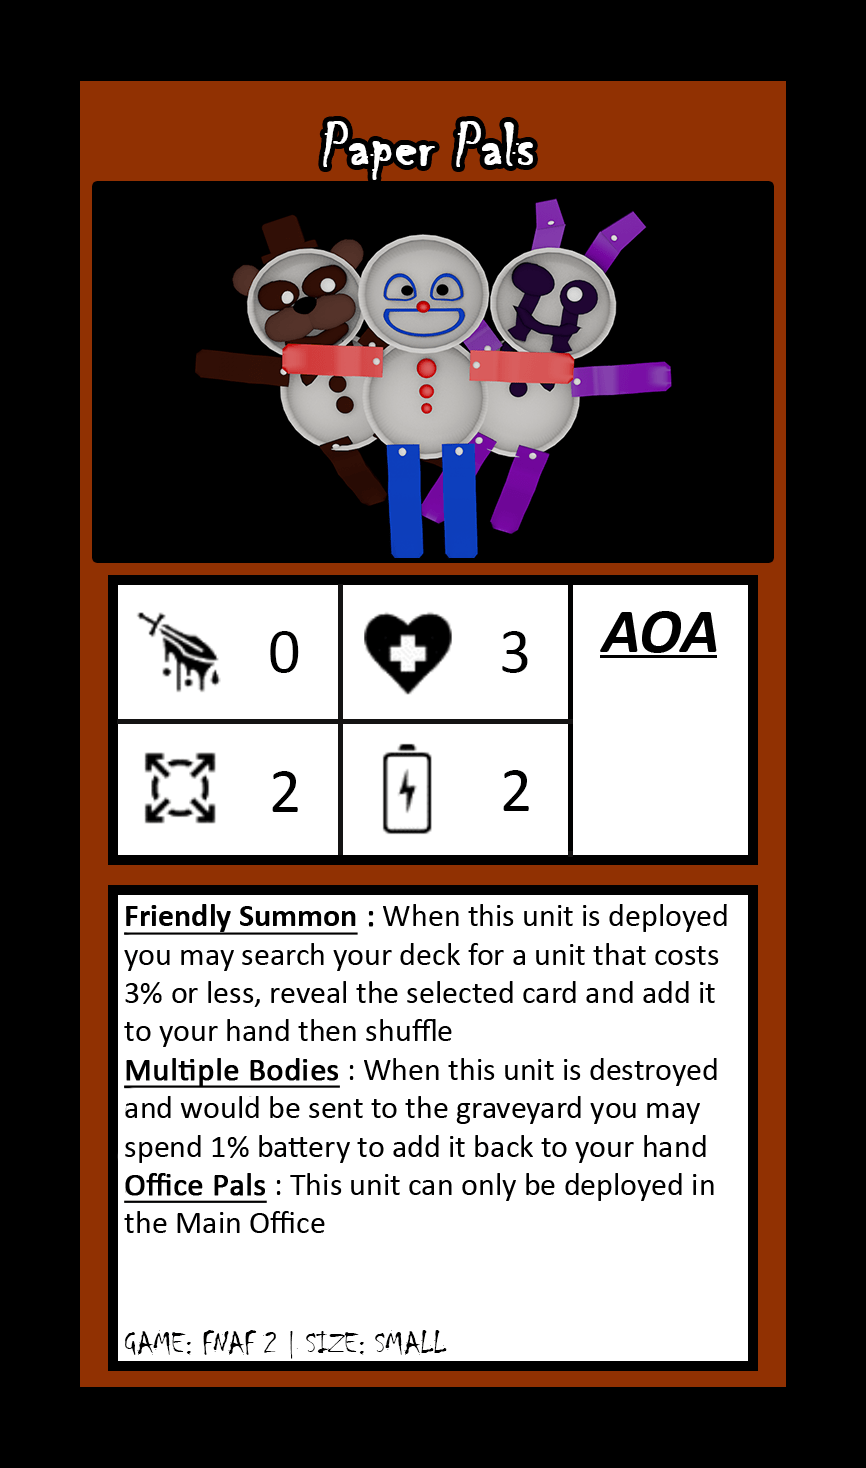 Paper Pals
0
3
AOA
2
2
Friendly Summon : When this unit is deployed
you may search your deck for a unit that costs
3% or less, reveal the selected card and add it
to your hand then shuffle
Multiple Bodies : When this unit is destroyed
and would be sent to the graveyard you may
spend 1% battery to add it back to your hand
Office Pals : This unit can only be deployed in
the Main Office
GAME: FNAF 2 | SIZE: SMALL